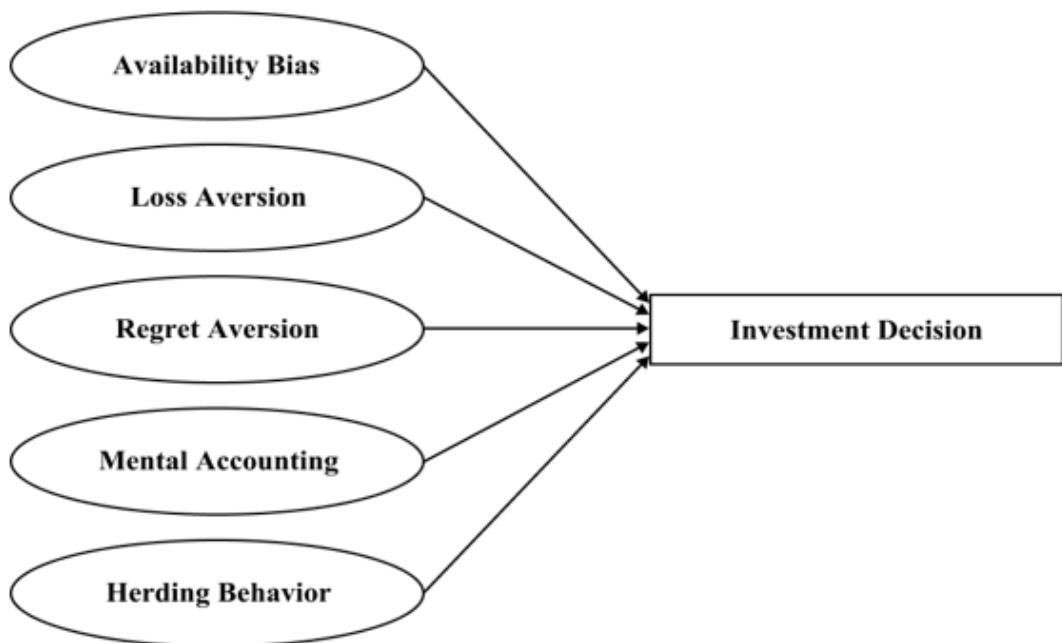 Availability Bias
Loss Aversion
Regret Aversion
Investment Decision
Mental Accounting
Herding Behavior